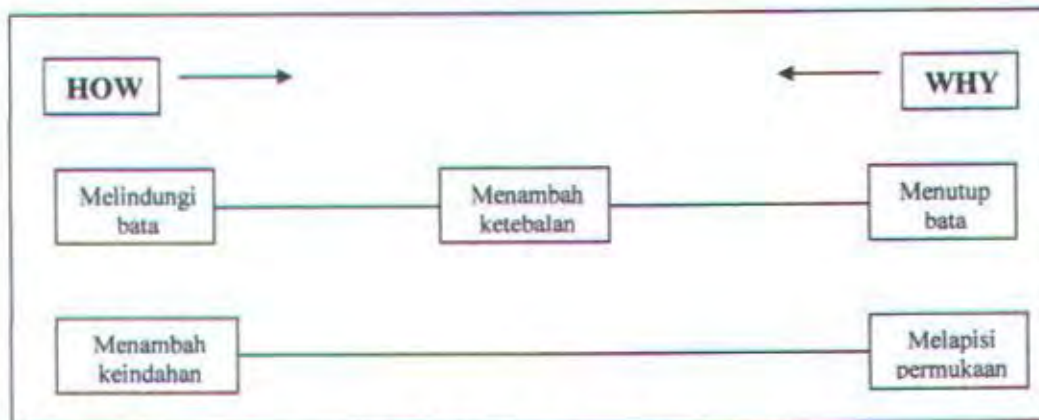 HOW
WHY
Melindungi
bata
Menambah
ketebalan
Menutup
bata
Menambah
keindahan
Melapisi
permukaan